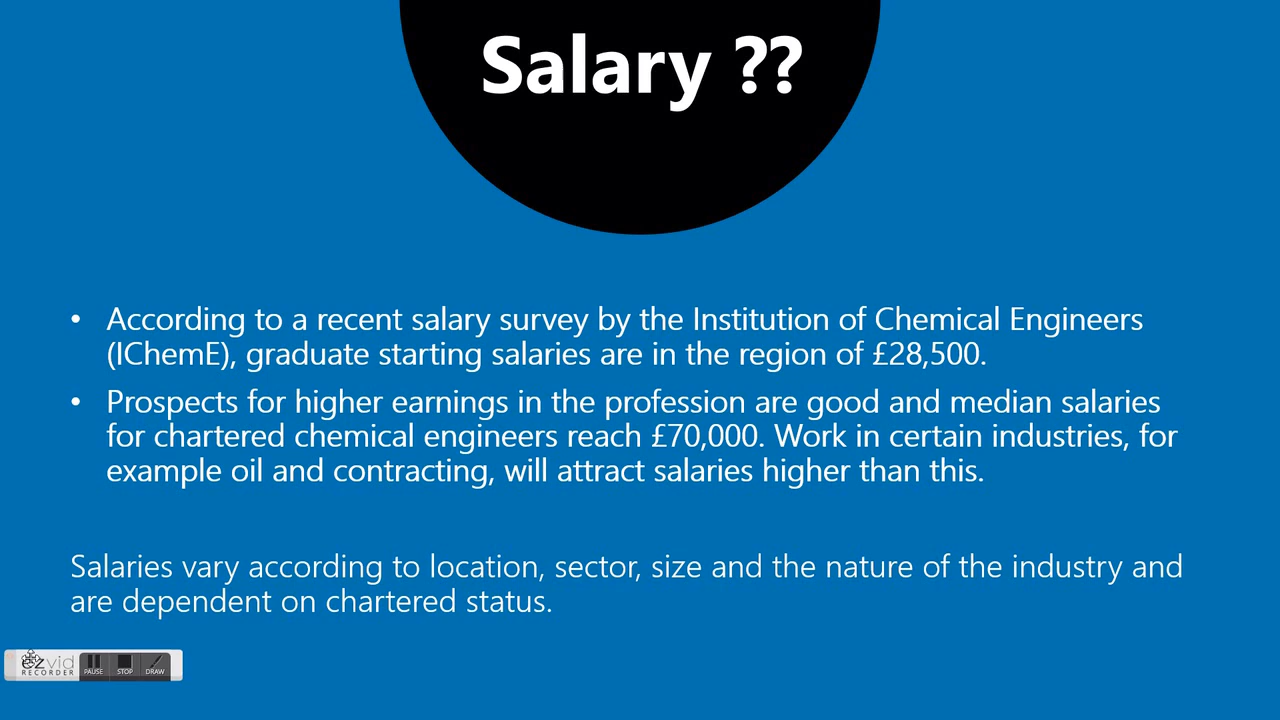 Salary ??
• According to a recent salary survey by the Institution of Chemical Engineers
(IChemE), graduate starting salaries are in the region of £28,500.
• Prospects for higher earnings in the profession are good and median salaries
for chartered chemical engineers reach £70,000. Work in certain industries, for
example oil and contracting, will attract salaries higher than this.
Salaries vary according to location, sector, size and the nature of the industry and
are dependent on chartered status.
ezvid
RECORDER
PAUSE STOP DRAW